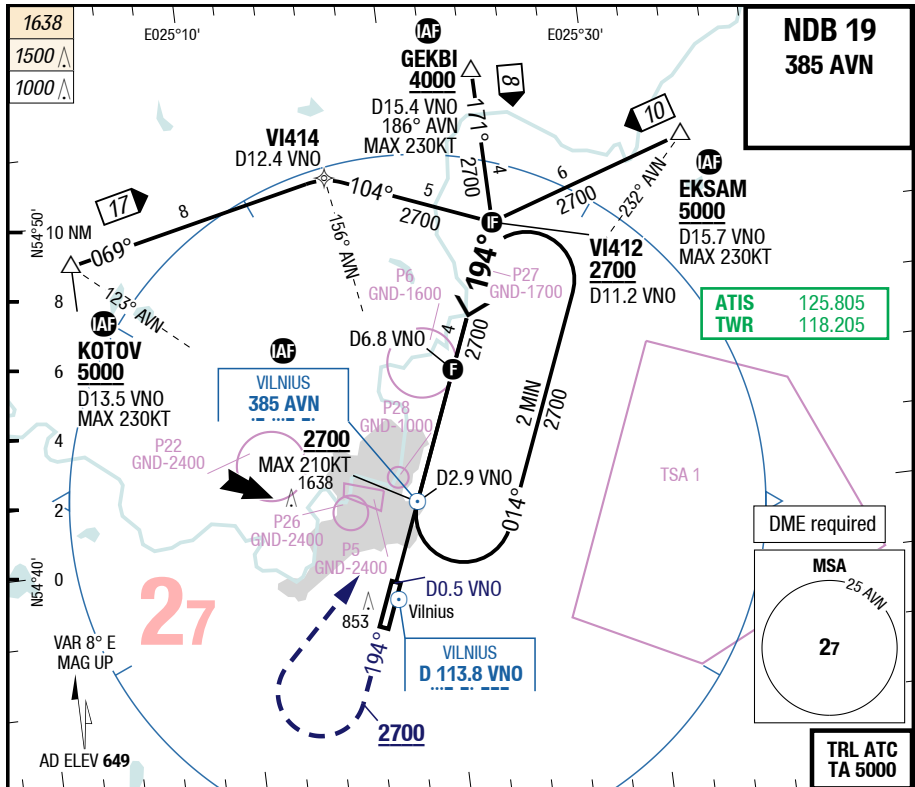 1638
1500
1000
E025°10'
E025°30'
NDB 19
385 AVN
IAF
GEKBI
4000
D15.4 VNO
186° AVN
MAX 230KT
8
171°
2700
4
10
6
2700
232° AVN
IAF
EKSAM
5000
D15.7 VNO
MAX 230KT
VI414
D12.4 VNO
104°
5
2700
156° AVN
17
8
069°
N54°50'
10 NM
123° AVN
IAF
KOTOV
5000
D13.5 VNO
MAX 230KT
IF
VI412
2700
D11.2 VNO
194°
P6
GND-1600
P27
GND-1700
ATIS 125.805
TWR 118.205
8
6
4
2
0
D6.8 VNO
F
4
2700
IAF
VILNIUS
385 AVN
2 MIN
2700
014°
P28
GND-1000
P22
GND-2400
2700
MAX 210KT
1638
D2.9 VNO
TSA 1
P26
GND-2400
P5
GND-2400
DME required
N54°40'
D0.5 VNO
Vilnius
853
27
MSA
25 AVN
27
VAR 8° E
MAG UP
194°
VILNIUS
D 113.8 VNO
2700
AD ELEV 649
TRL ATC
TA 5000